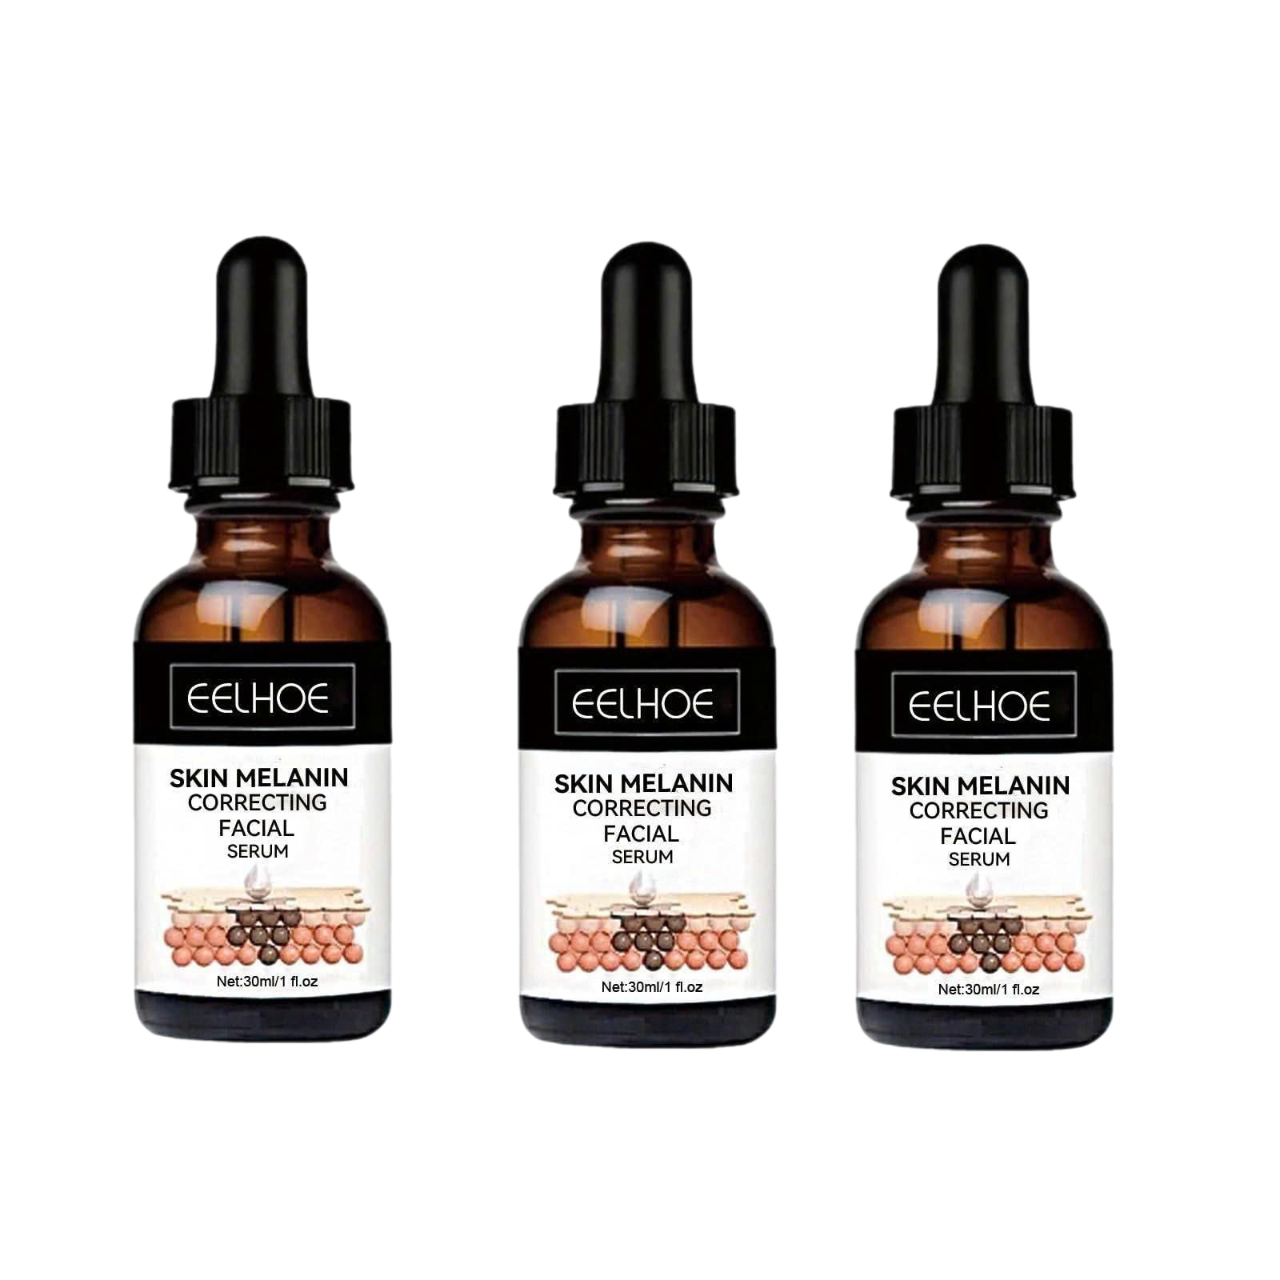 EELHOE
SKIN MELANIN
CORRECTING
FACIAL
SERUM
Net:30ml/1 fl.oz
EELHOE
SKIN MELANIN
CORRECTING
FACIAL
SERUM
Net:30ml/1 fl.oz
EELHOE
SKIN MELANIN
CORRECTING
FACIAL
SERUM
Net:30ml/1 fl.oz